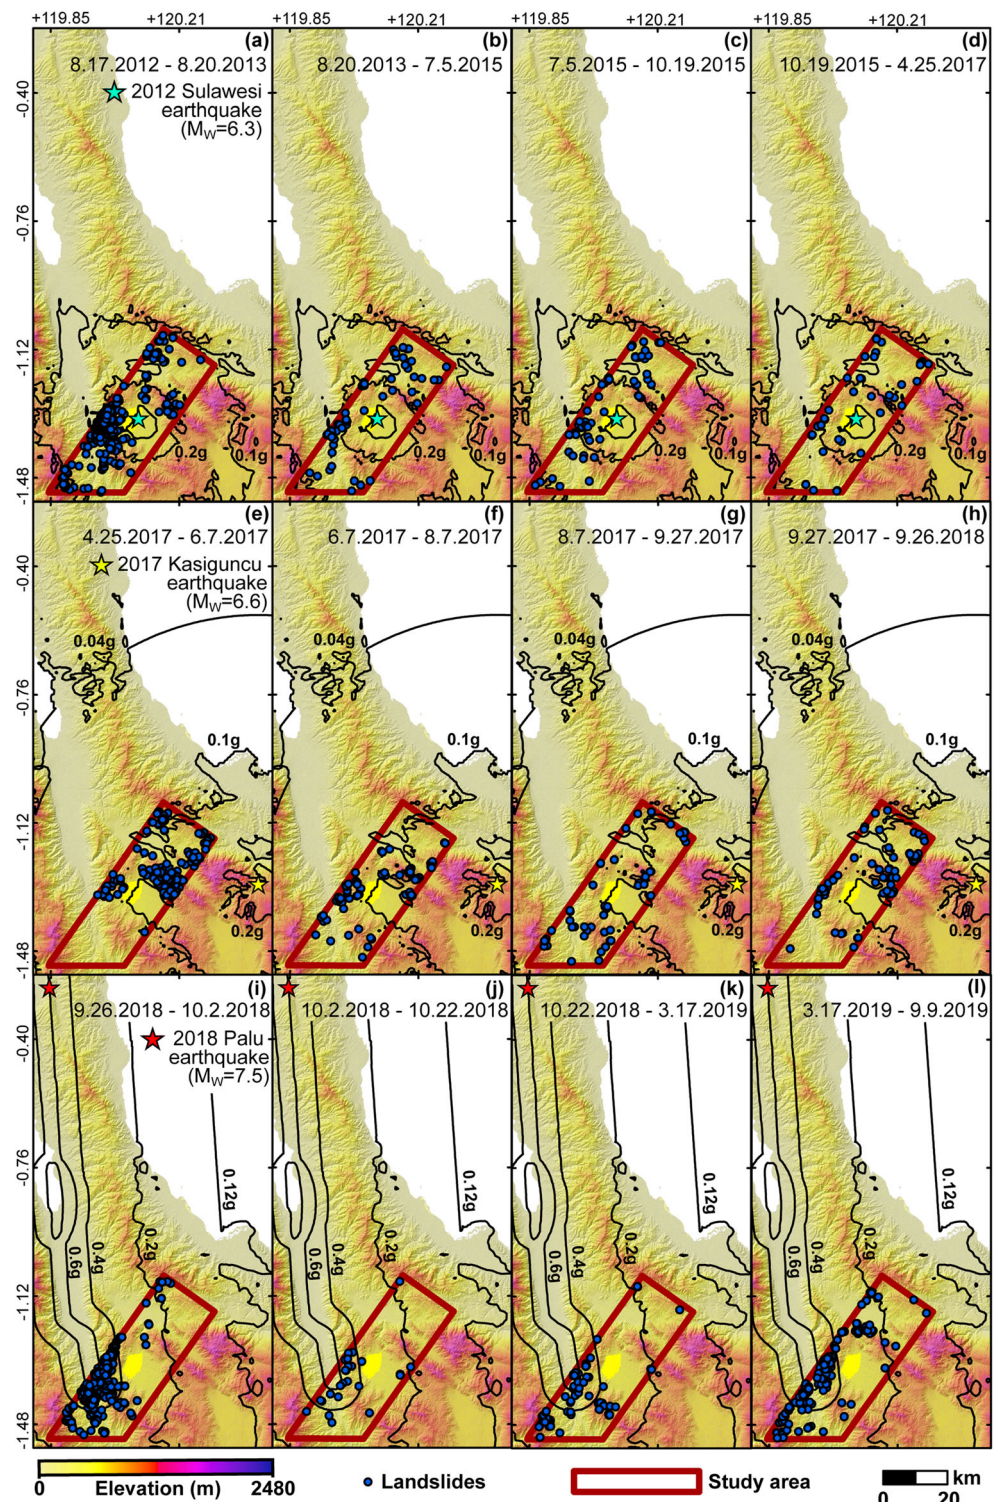 +119.85 +120.21 +119.85 +120.21 +119.85 +120.21 +119.85 +120.21
(a) (b) (c) (d)
8.17.2012 - 8.20.2013 8.20.2013 - 7.5.2015 7.5.2015 - 10.19.2015 10.19.2015 - 4.25.2017
-0.40
2012 Sulawesi
earthquake
(MW=6.3)
-0.76
-1.12
0.2g 0.1g 0.2g 0.1g 0.2g 0.1g 0.2g 0.1g
-1.48
(e) (f) (g) (h)
4.25.2017 - 6.7.2017 6.7.2017 - 8.7.2017 8.7.2017 - 9.27.2017 9.27.2017 - 9.26.2018
-0.40
2017 Kasiguncu
earthquake
(MW=6.6)
0.04g 0.04g 0.04g 0.04g
-0.76
0.1g 0.1g 0.1g 0.1g
-1.12
0.2g 0.2g 0.2g 0.2g
-1.48
(i) (j) (k) (l)
9.26.2018 - 10.2.2018 10.2.2018 - 10.22.2018 10.22.2018 - 3.17.2019 3.17.2019 - 9.9.2019
-0.40
2018 Palu
earthquake
(MW=7.5)
-0.76
0.12g 0.12g 0.12g 0.12g
0.6g 0.4g 0.2g 0.6g 0.4g 0.2g 0.6g 0.4g 0.2g 0.6g 0.4g 0.2g
-1.12
-1.48
0 Elevation (m) 2480
Landslides
Study area
km
0 20